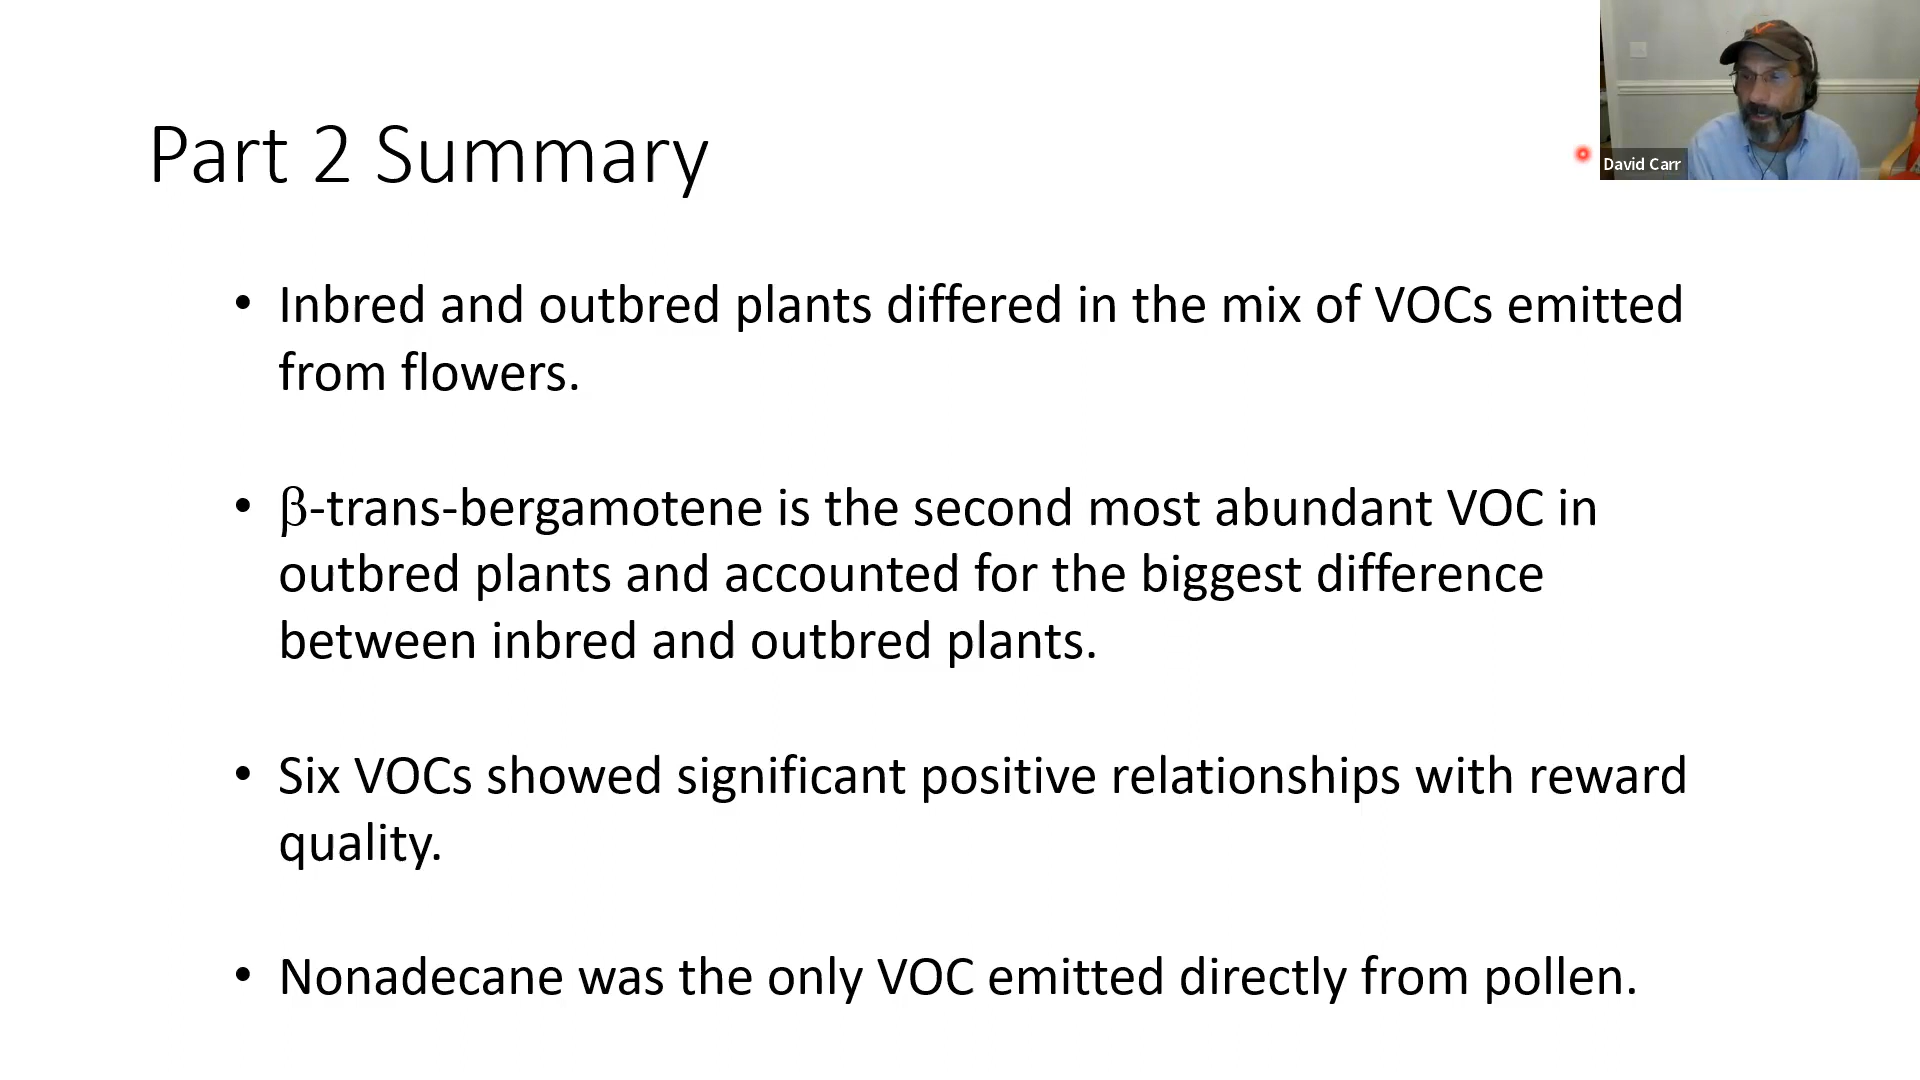 Part 2 Summary
David Carr
• Inbred and outbred plants differed in the mix of VOCs emitted
from flowers.
• β-trans-bergamotene is the second most abundant VOC in
outbred plants and accounted for the biggest difference
between inbred and outbred plants.
• Six VOCs showed significant positive relationships with reward
quality.
• Nonadecane was the only VOC emitted directly from pollen.